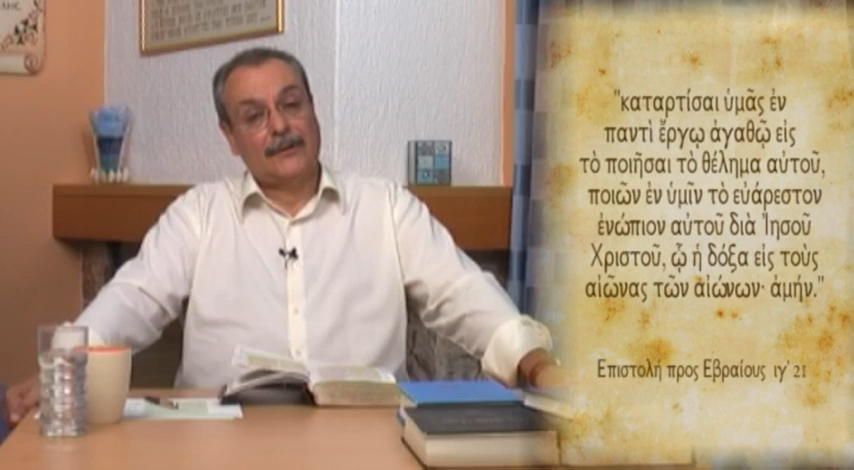 "καταρτίσαι ὑμᾶς ἐν
παντὶ ἔργῳ ἀγαθῷ εἰς
τὸ ποιῆσαι τὸ θέλημα αὐτοῦ,
ποιῶν ἐν ὑμῖν τὸ εὐάρεστον
ἐνώπιον αὐτοῦ διὰ Ἰησοῦ
Χριστοῦ, ᾧ ἡ δόξα εἰς τοὺς
αἰῶνας τῶν αἰώνων· ἀμήν."
Επιστολή προς Εβραίους ιγ' 21